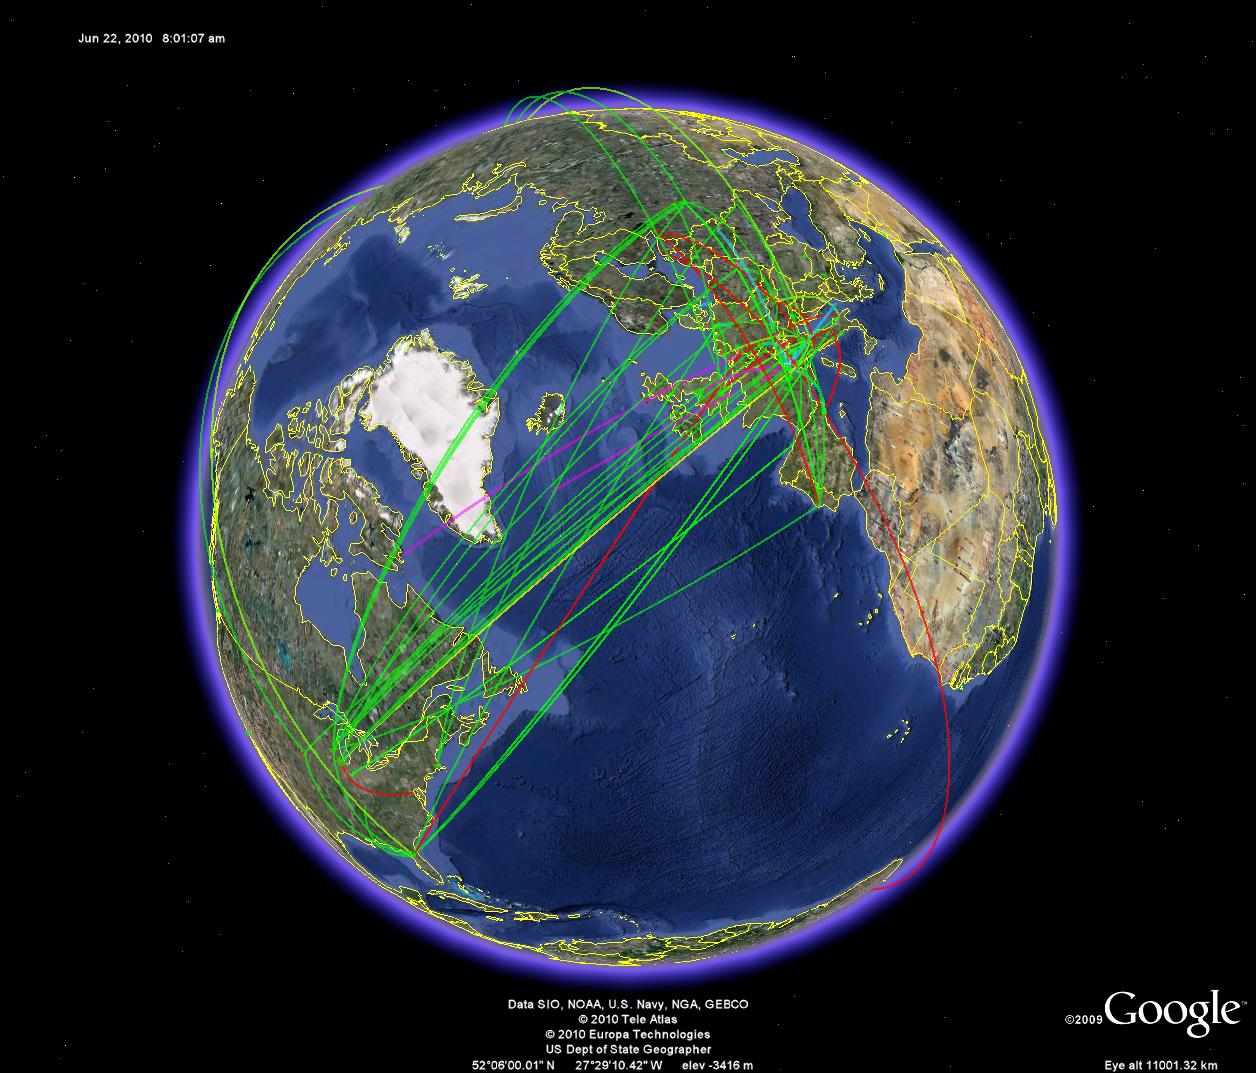 Jun 22, 2010 8:01:07 am
Data SIO, NOAA, U.S. Navy, NGA, GEBCO
© 2010 Tele Atlas
© 2010 Europa Technologies
US Dept of State Geographer
©2009 Google™
52°06'00.01" N 27°29'10.42" W elev -3416 m
Eye alt 11001.32 km